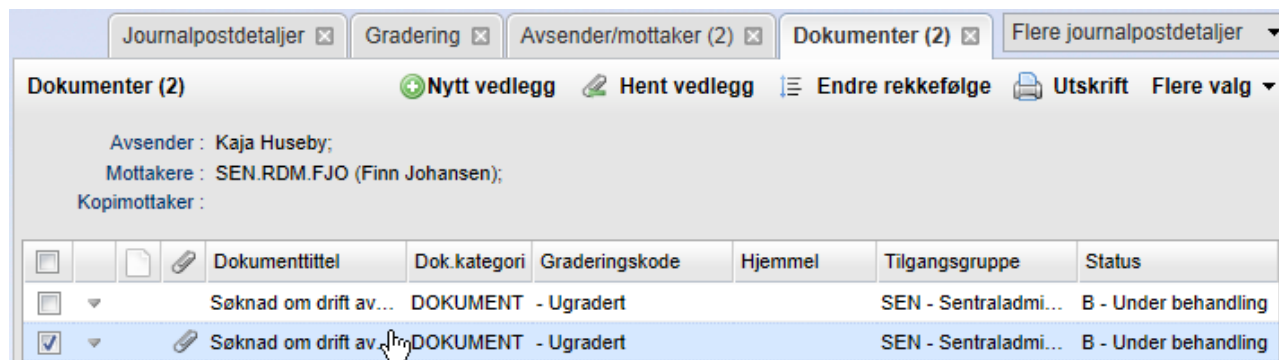 Journalpostdetaljer Gradering Avsender/mottaker (2) Dokumenter (2) Flere journalpostdetaljer
Dokumenter (2) Nytt vedlegg Hent vedlegg Endre rekkefølge Utskrift Flere valg
Avsender : Kaja Huseby;
Mottakere : SEN.RDM.FJO (Finn Johansen);
Kopimottaker :
Dokumenttittel Dok.kategori Graderingskode Hjemmel Tilgangsgruppe Status
Søknad om drift av... DOKUMENT - Ugradert SEN - Sentraladmi... B - Under behandling
Søknad om drift av... DOKUMENT - Ugradert SEN - Sentraladmi... B - Under behandling